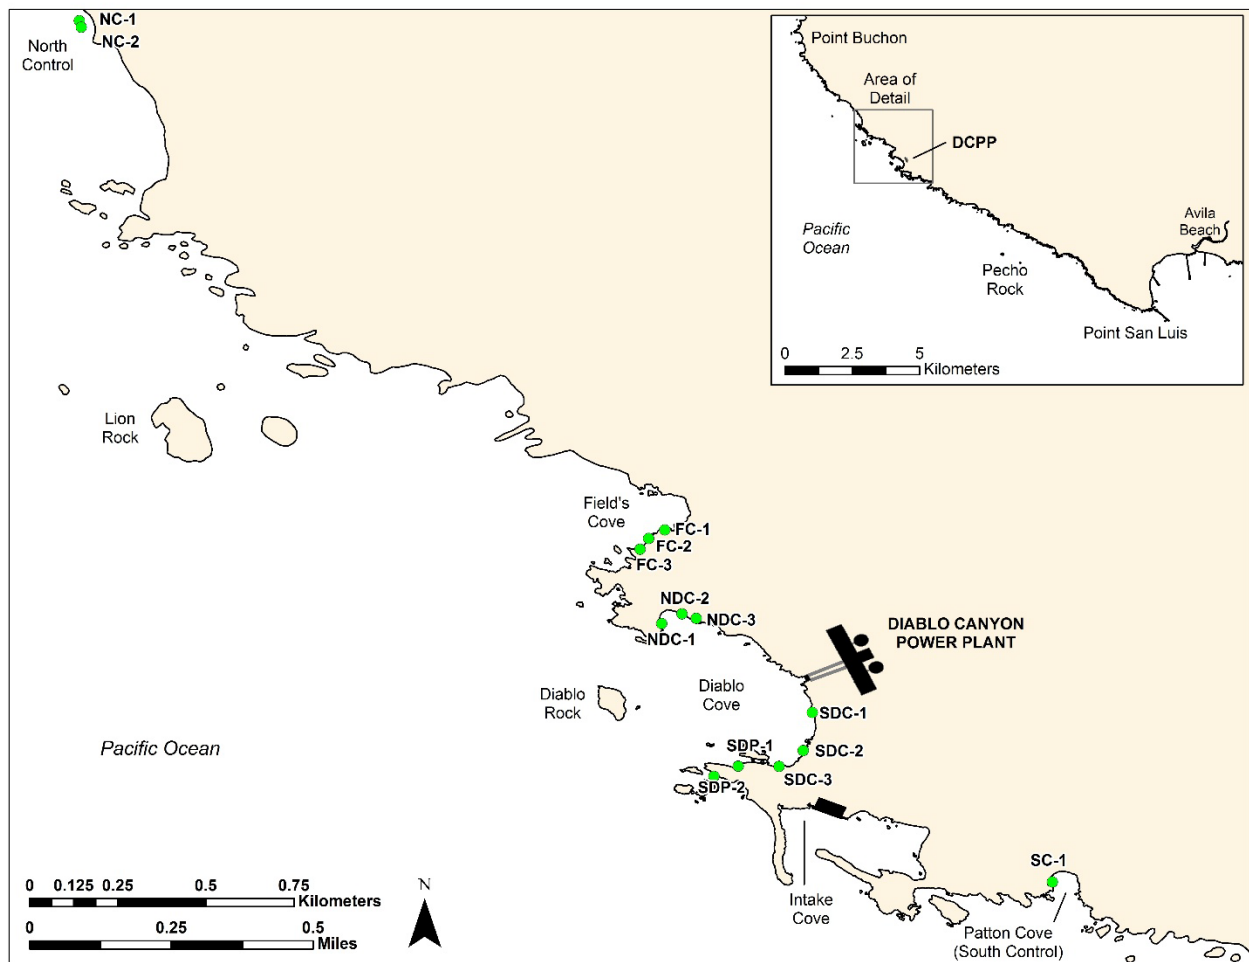 NC-1
NC-2
North
Control
Point Buchon
Area of
Detail
DCPP
Pacific
Ocean
Avila
Beach
Pecho
Rock
Point San Luis
0 2.5 5
Kilometers
Lion
Rock
Field's
Cove
FC-1
FC-2
FC-3
NDC-2
NDC-3
NDC-1
DIABLO CANYON
POWER PLANT
Diablo
Rock
Diablo
Cove
SDC-1
Pacific Ocean
SDP-1
SDC-2
SDP-2
SDC-3
SC-1
0 0.125 0.25 0.5 0.75
Kilometers
0 0.25 0.5
Miles
N
Intake
Cove
Patton Cove
(South Control)